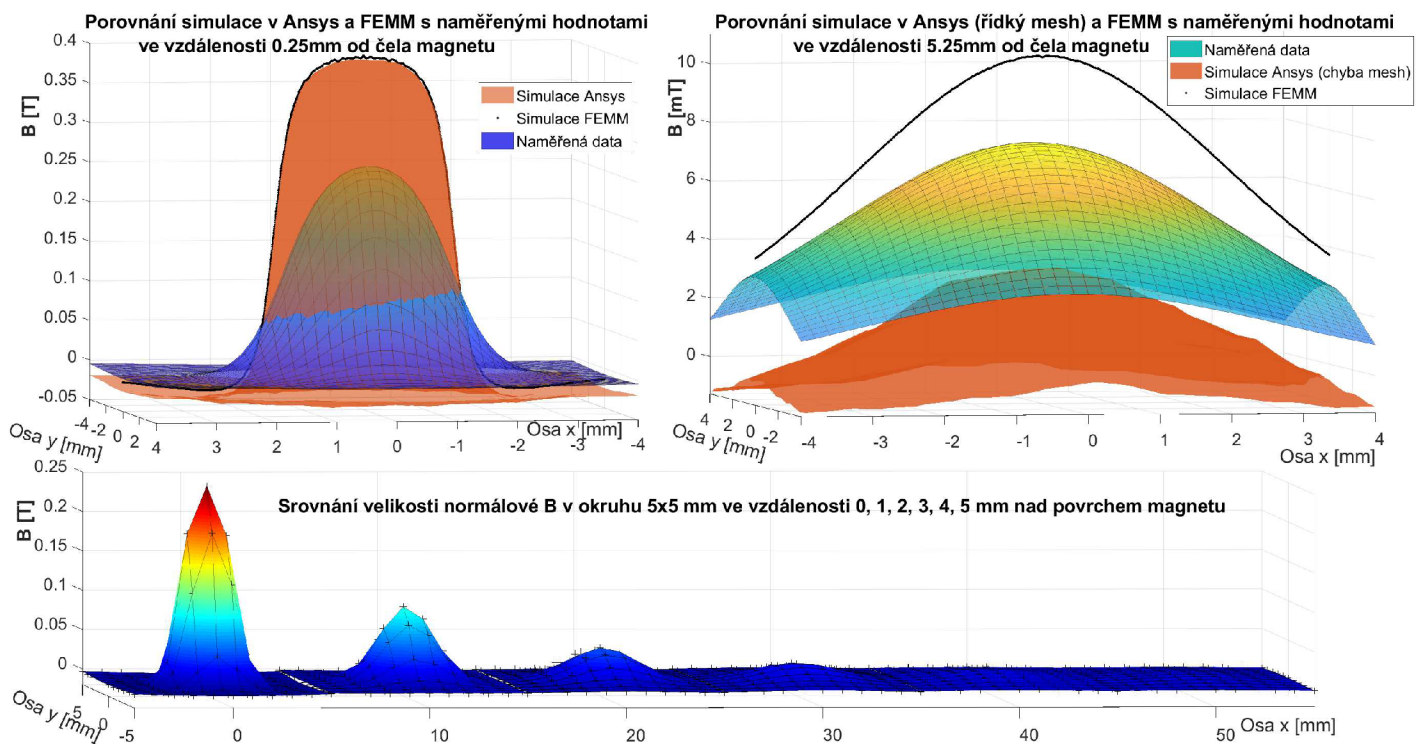 Porovnání simulace v Ansys a FEMM s naměřenými hodnotami
ve vzdálenosti 0.25mm od čela magnetu
0.4
0.35
0.3
0.25
0.2
0.15
0.1
0.05
0
-0.05
B [T]
Simulace Ansys
Simulace FEMM
Naměřená data
-4 -2 0 2 4
Osa y [mm]
4 3 2 1 0 -1 -2 -3 -4
Osa x [mm]
Porovnání simulace v Ansys (řídký mesh) a FEMM s naměřenými hodnotami
ve vzdálenosti 5.25mm od čela magnetu
10
8
6
4
2
0
B [mT]
Naměřená data
Simulace Ansys (chyba mesh)
Simulace FEMM
4 2 0 -2 -4
Osa y [mm]
-4 -3 -2 -1 0 1 2 3 4
Osa x [mm]
Srovnání velikosti normálové B v okruhu 5x5 mm ve vzdálenosti 0, 1, 2, 3, 4, 5 mm nad povrchem magnetu
0.25
0.2
0.15
0.1
0.05
0
B [T]
5 0 -5
Osa y [mm]
0 10 20 30 40 50
Osa x [mm]